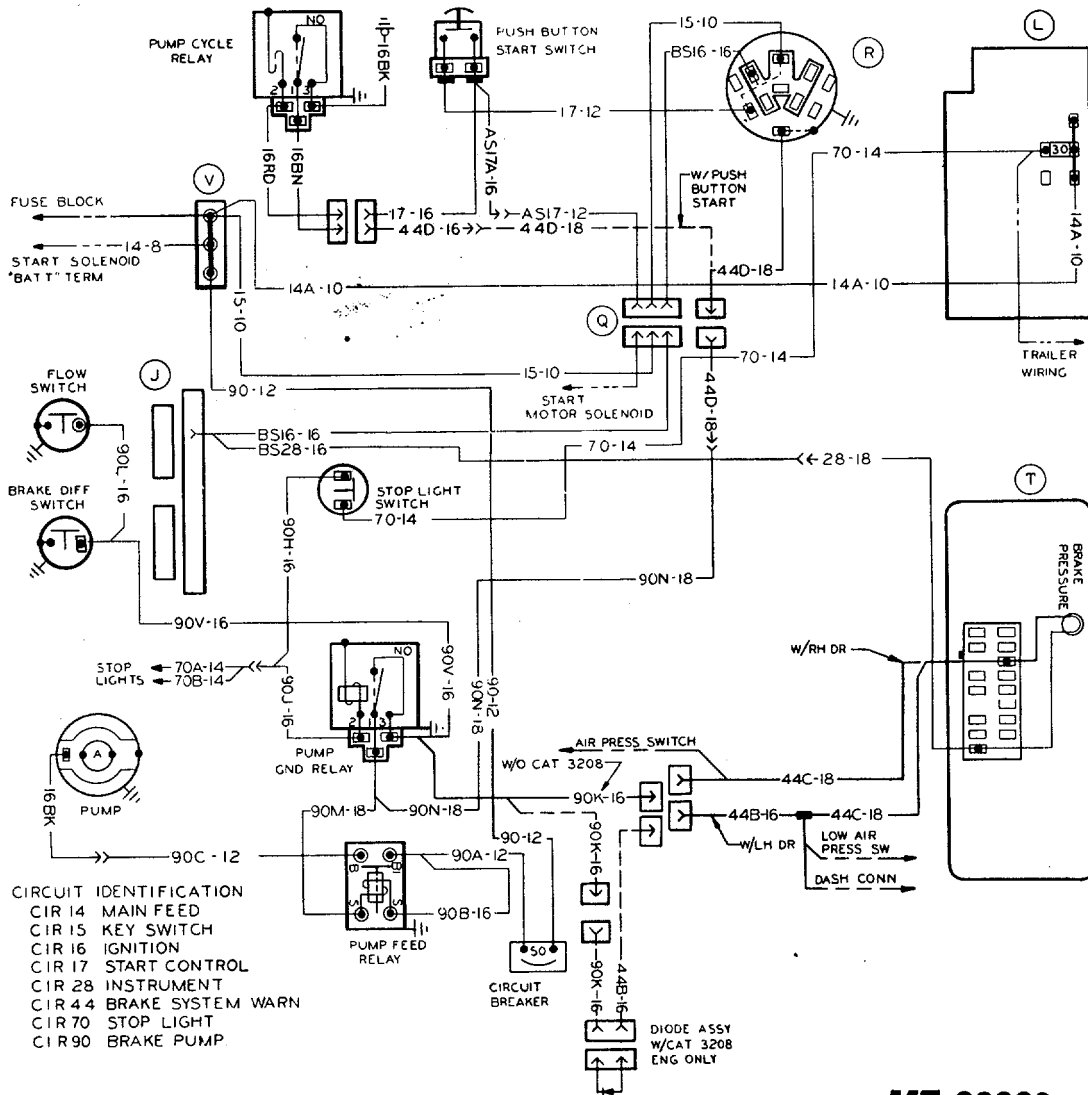 PUMP CYCLE
RELAY
NO
2
1
3
16BK
16RD
16BN
PUSH BUTTON
START SWITCH
17-12
AS17A-16
15-10
BS16-16
R
L
30
70-14
14A-10
TRAILER
WIRING
V
FUSE BLOCK
14-8
START SOLENOID
"BATT" TERM
17-16
44D-16
AS17-12
44D-18
W/PUSH
BUTTON
START
44D-18
14A-10
14A-10
15-10
Q
15-10
START
MOTOR SOLENOID
70-14
44D-18
FLOW
SWITCH
J
90-12
BS16-16
BS28-16
70-14
28-18
90L-16
BRAKE DIFF
SWITCH
STOP LIGHT
SWITCH
70-14
90H-16
T
BRAKE
PRESSURE
90N-18
90V-16
STOP
LIGHTS
70A-14
70B-14
90J-16
NO
2
1
3
90V-16
90N-18
90-12
PUMP
GND RELAY
W/RH DR
AIR PRESS SWITCH
W/O CAT 3208
44C-18
90K-16
44B-16
44C-18
W/LH DR
LOW AIR
PRESS SW
DASH CONN
A
PUMP
16BK
90M-18
90N-18
90-12
90C-12
90A-12
B
B1
S
S
90B-16
PUMP FEED
RELAY
50
CIRCUIT
BREAKER
90K-16
90K-16
44B-16
DIODE ASSY
W/CAT 3208
ENG ONLY
CIRCUIT IDENTIFICATION
CIR 14 MAIN FEED
CIR 15 KEY SWITCH
CIR 16 IGNITION
CIR 17 START CONTROL
CIR 28 INSTRUMENT
CIR 44 BRAKE SYSTEM WARN
CIR 70 STOP LIGHT
CIR 90 BRAKE PUMP